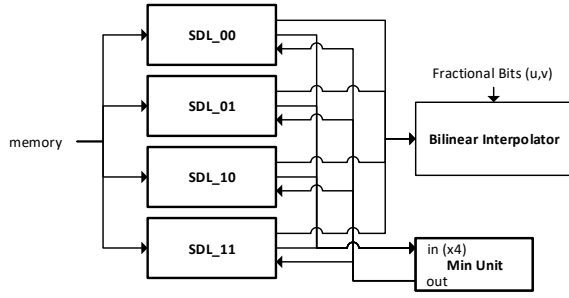 SDL_00
Fractional Bits (u,v)
SDL_01
Bilinear Interpolator
memory
SDL_10
SDL_11
in (x4)
Min Unit
out